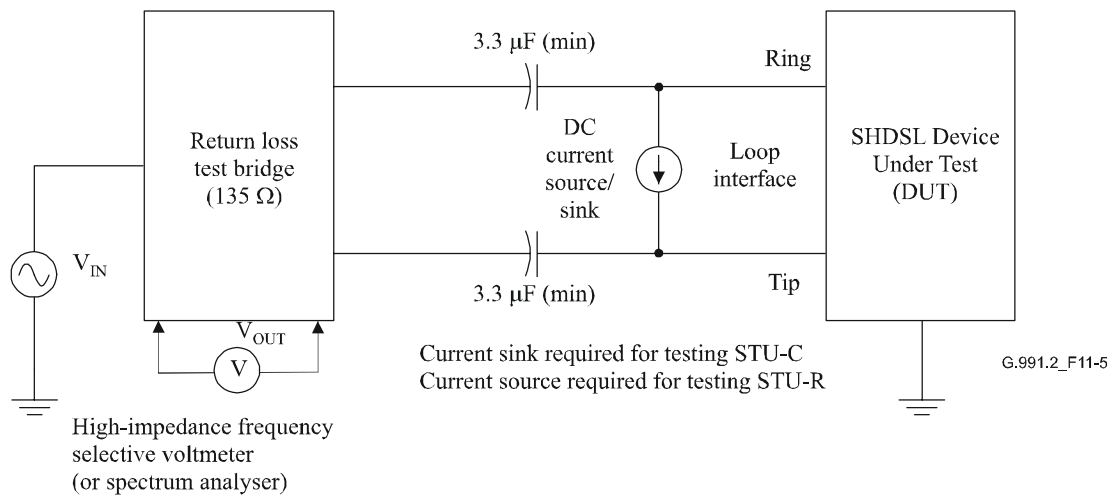 3.3 μF (min)
Ring
Return loss
test bridge
(135 Ω)
DC
current
source/
sink
Loop
interface
SHDSL Device
Under Test
(DUT)
V_IN
3.3 μF (min)
Tip
V_OUT
V
Current sink required for testing STU-C
Current source required for testing STU-R
G.991.2_F11-5
High-impedance frequency
selective voltmeter
(or spectrum analyser)